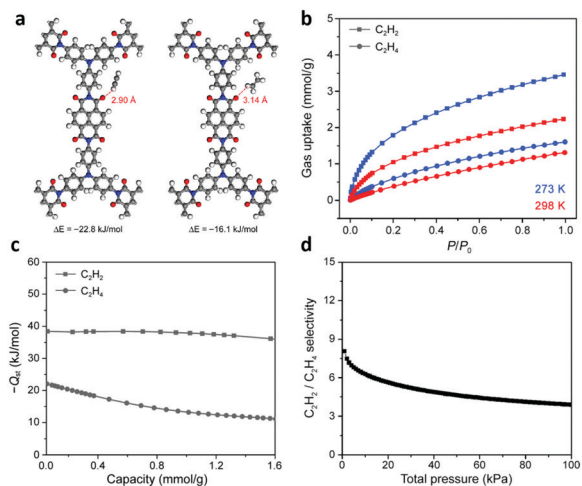 a
2.90 Å
3.14 Å
ΔE = −22.8 kJ/mol
ΔE = −16.1 kJ/mol
b
Gas uptake (mmol/g)
5
4
3
2
1
0
C₂H₂
C₂H₄
273 K
298 K
0.0 0.2 0.4 0.6 0.8 1.0
P/P₀
c
−Qst (kJ/mol)
60
50
40
30
20
10
0
C₂H₂
C₂H₄
0.0 0.4 0.8 1.2 1.6
Capacity (mmol/g)
d
C₂H₂ / C₂H₄ selectivity
15
12
9
6
3
0
0 20 40 60 80 100
Total pressure (kPa)